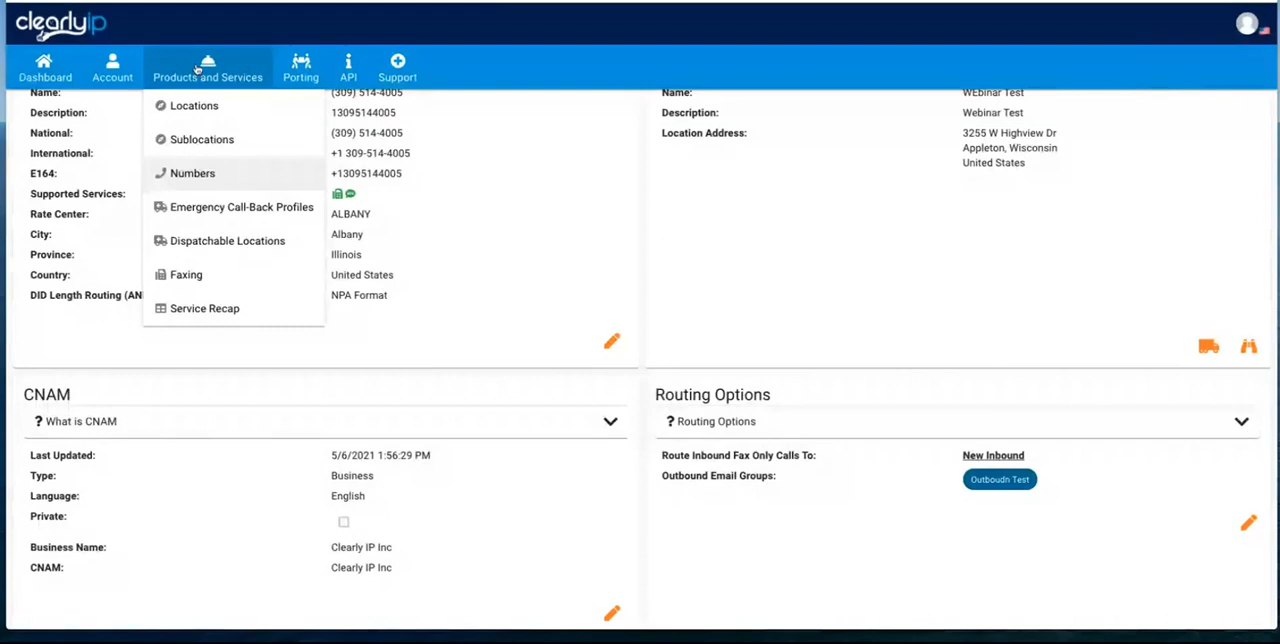 clearlyip
Dashboard
Account
Products and Services
Porting
API
Support
Locations
Sublocations
Numbers
Emergency Call-Back Profiles
Dispatchable Locations
Faxing
Service Recap
Name: (309) 514-4005
Description: 13095144005
National: (309) 514-4005
International: +1 309-514-4005
E164: +13095144005
Supported Services:
Rate Center: ALBANY
City: Albany
Province: Illinois
Country: United States
DID Length Routing (AN NPA Format
Name: WEbinar Test
Description: Webinar Test
Location Address: 3255 W Highview Dr
Appleton, Wisconsin
United States
CNAM
? What is CNAM
Last Updated: 5/6/2021 1:56:29 PM
Type: Business
Language: English
Private:
Business Name: Clearly IP Inc
CNAM: Clearly IP Inc
Routing Options
? Routing Options
Route Inbound Fax Only Calls To: New Inbound
Outbound Email Groups: Outboudn Test